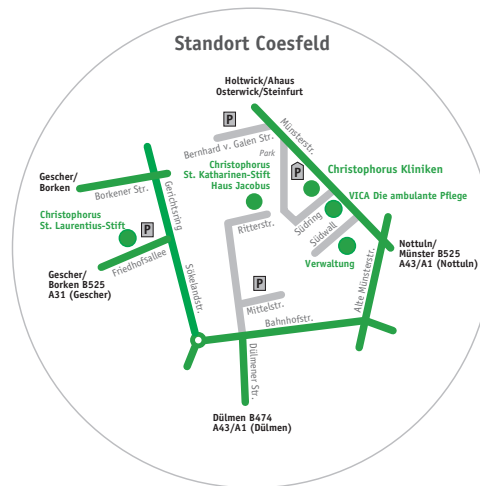 Standort Coesfeld
Holtwick/Ahaus
Osterwick/Steinfurt
P
Bernhard v. Galen Str.
Münsterstr.
Park
P
Christophorus
St. Katharinen-Stift
Haus Jacobus
Christophorus Kliniken
VICA Die ambulante Pflege
Gescher/
Borken
Borkener Str.
Gerichtsring
Christophorus
St. Laurentius-Stift
P
Ritterstr.
Südring
Südwall
Nottuln/
Münster B525
A43/A1 (Nottuln)
Verwaltung
Gescher/
Borken B525
A31 (Gescher)
Friedhofsallee
Sökelandstr.
P
Mittelstr.
Alte Münsterstr.
Bahnhofstr.
Dülmener Str.
Dülmen B474
A43/A1 (Dülmen)